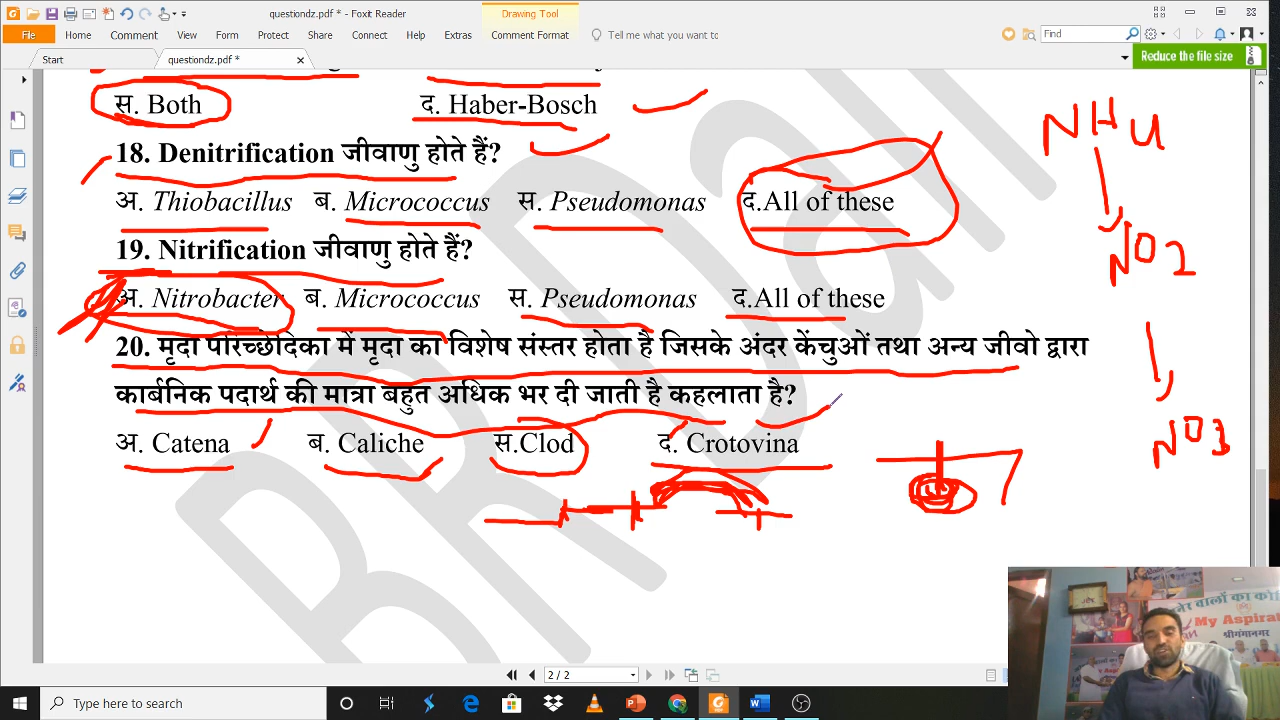 questiondz.pdf * - Foxit Reader
Drawing Tool
File Home Comment View Form Protect Share Connect Help Extras Comment Format Tell me what you want to Find
Start questiondz.pdf * Reduce the file size
स. Both द. Haber-Bosch
18. Denitrification जीवाणु होते हैं?
अ. Thiobacillus ब. Micrococcus स. Pseudomonas द.All of these
19. Nitrification जीवाणु होते हैं?
अ. Nitrobacter ब. Micrococcus स. Pseudomonas द.All of these
20. मृदा परिच्छेदिका में मृदा का विशेष संस्तर होता है जिसके अंदर केंचुओं तथा अन्य जीवो द्वारा
कार्बनिक पदार्थ की मात्रा बहुत अधिक भर दी जाती है कहलाता है?
अ. Catena ब. Caliche स.Clod द. Crotovina
NH4
NO2
NO3
My Aspirat
श्रीगंगानगर
2 / 2
Type here to search